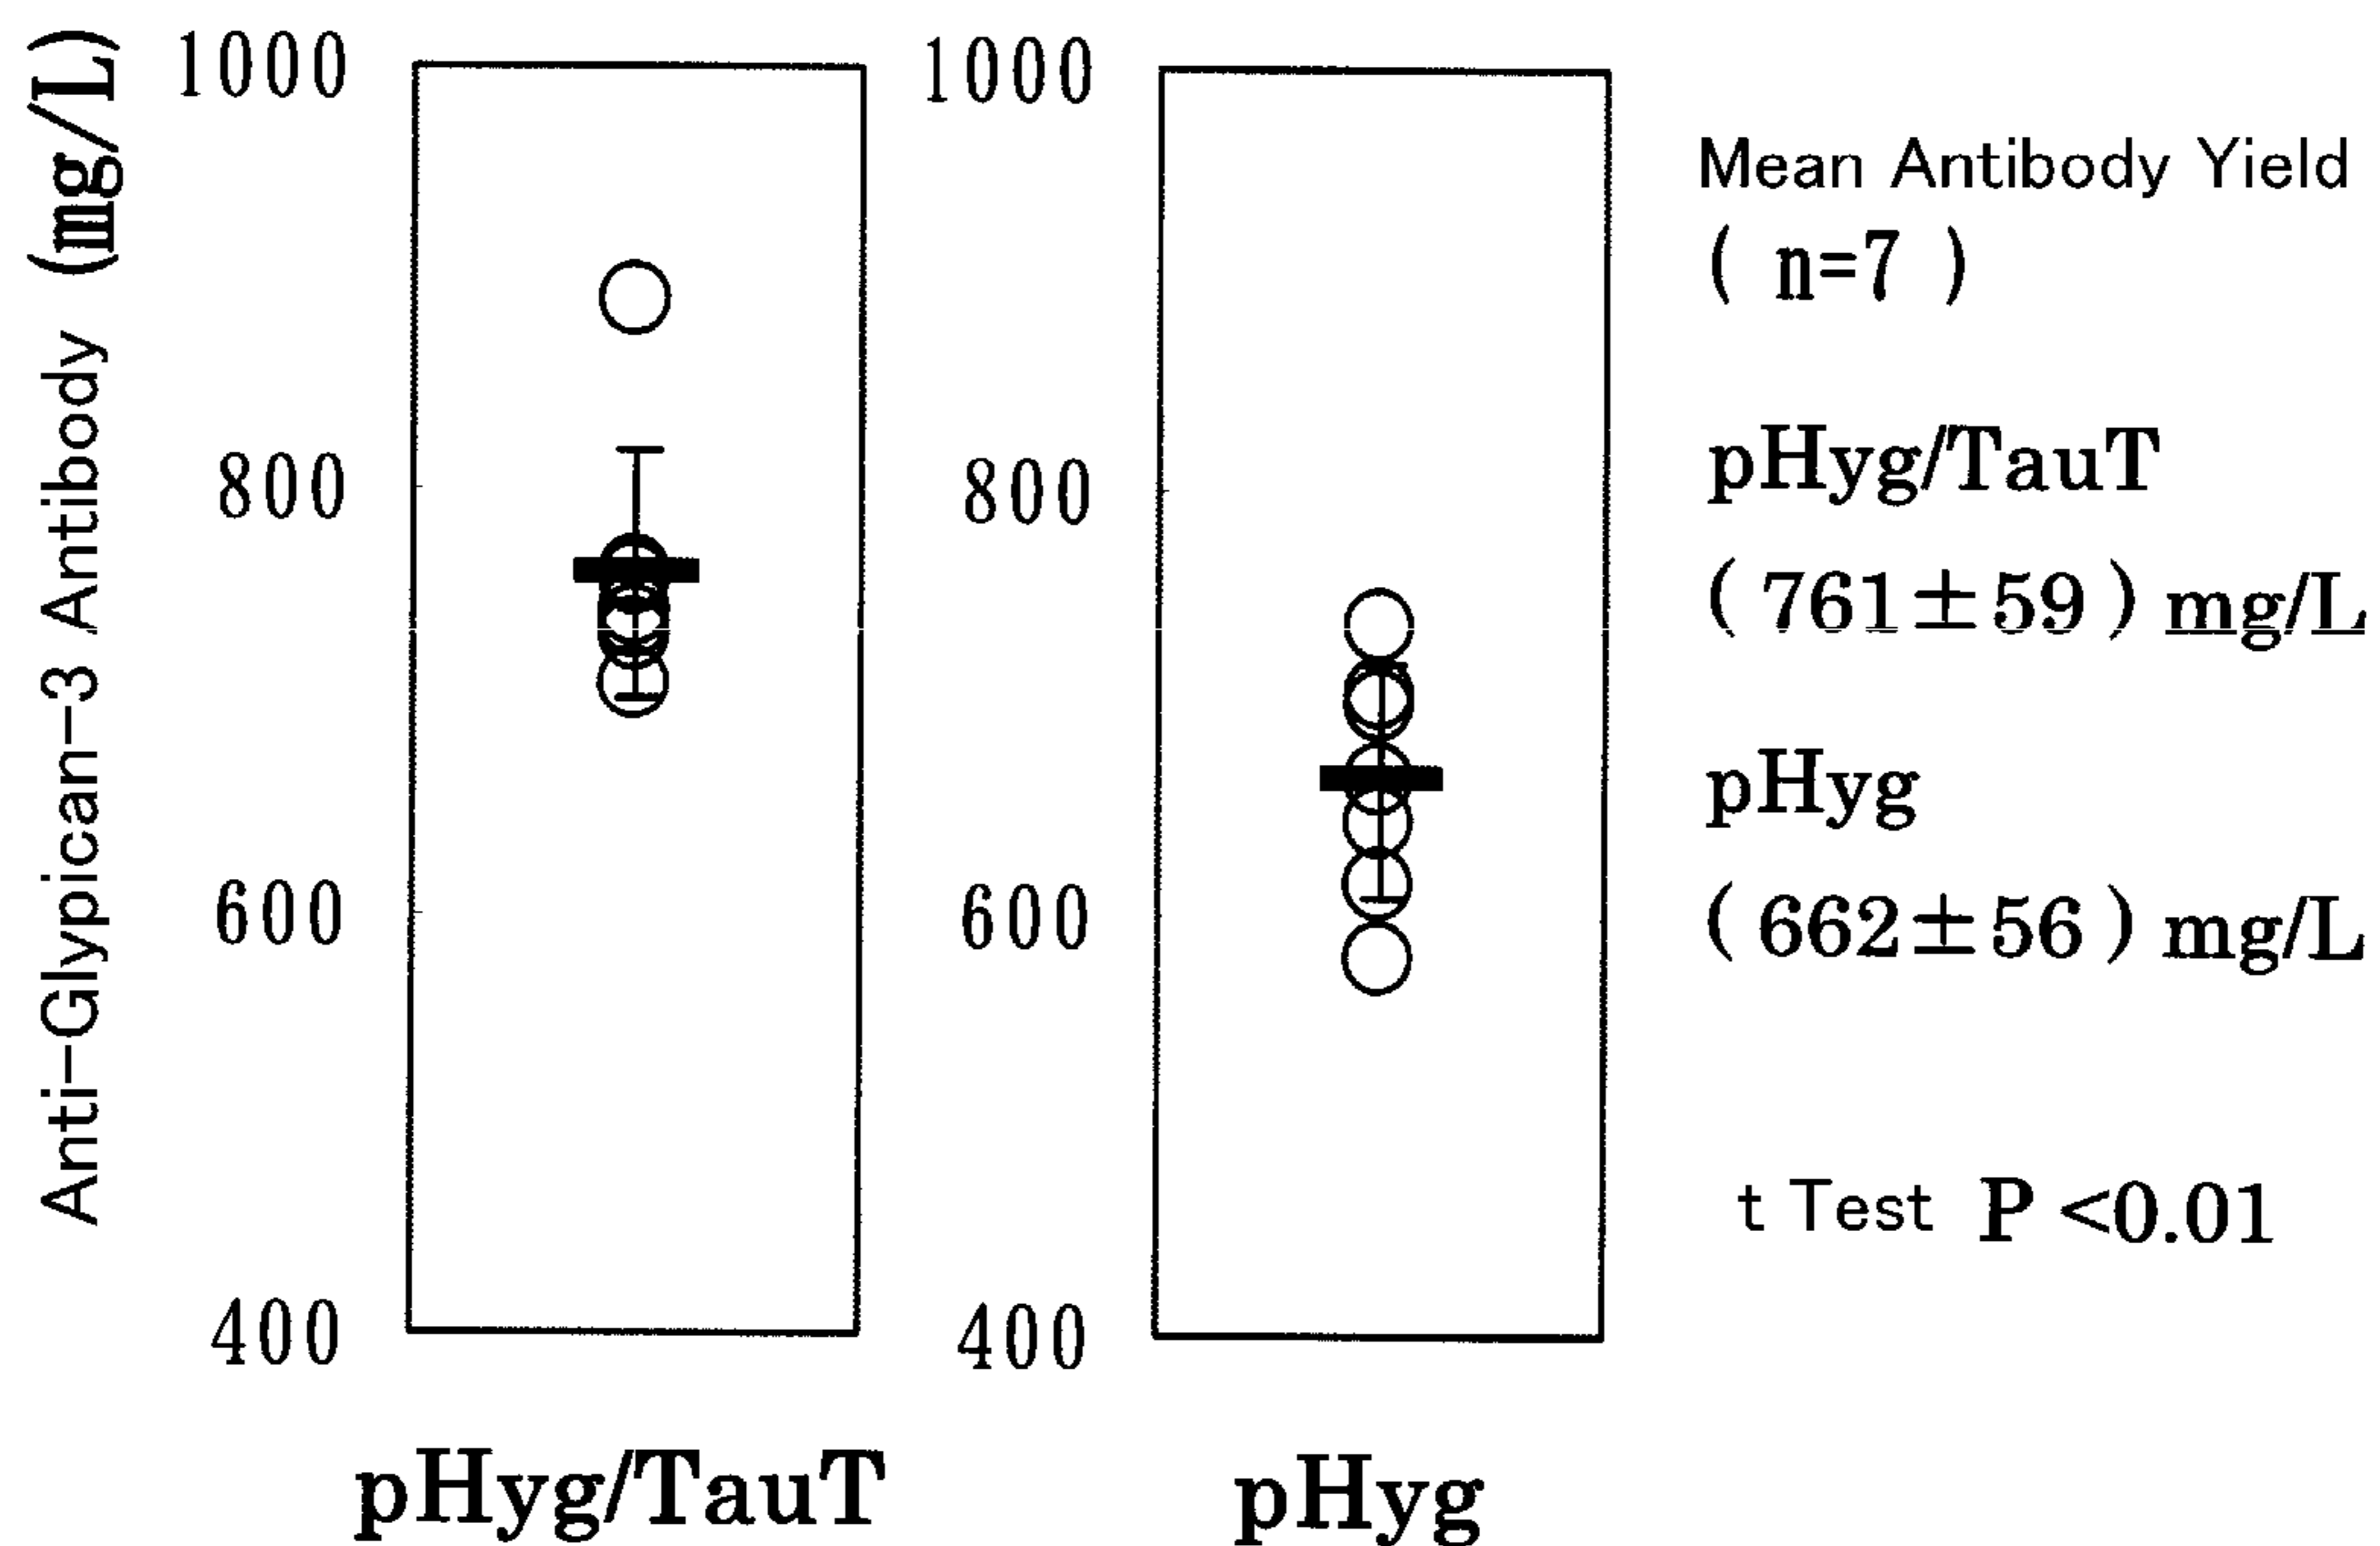 Anti-Glypican-3 Antibody (mg/L)
1000
800
600
400
pHyg/TauT
1000
800
600
400
pHyg
Mean Antibody Yield
( n=7 )
pHyg/TauT
(761±59) mg/L
pHyg
(662±56) mg/L
t Test P <0.01